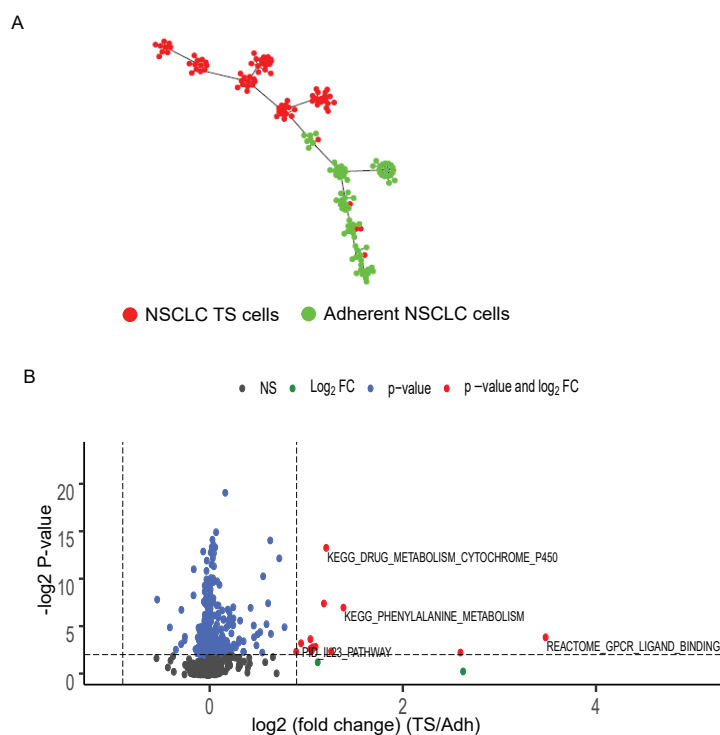 A
NSCLC TS cells Adherent NSCLC cells
B
NS Log2 FC p-value p –value and log2 FC
-log2 P-value
20
15
10
5
0
KEGG_DRUG_METABOLISM_CYTOCHROME_P450
KEGG_PHENYLALANINE_METABOLISM
REACTOME_GPCR_LIGAND_BINDING
PID_IL23_PATHWAY
0 2 4
log2 (fold change) (TS/Adh)